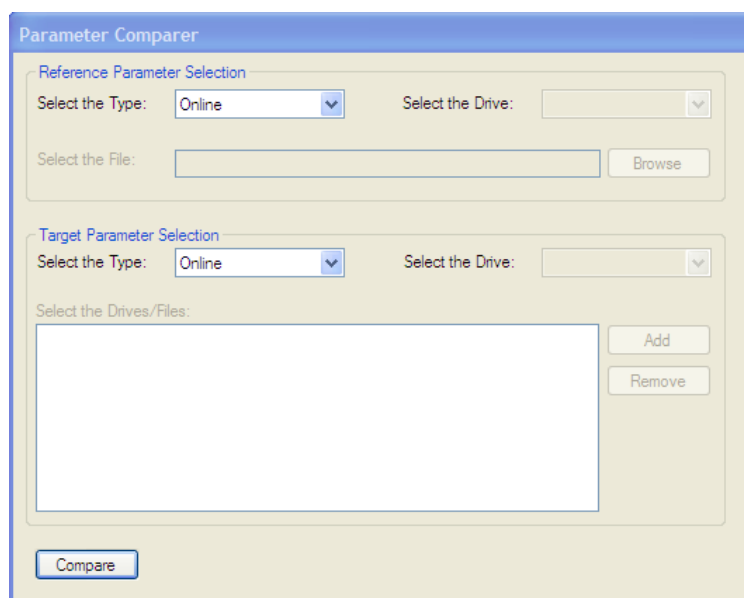 Parameter Comparer
Reference Parameter Selection
Select the Type: Online Select the Drive:
Select the File: Browse
Target Parameter Selection
Select the Type: Online Select the Drive:
Select the Drives/Files:
Add
Remove
Compare